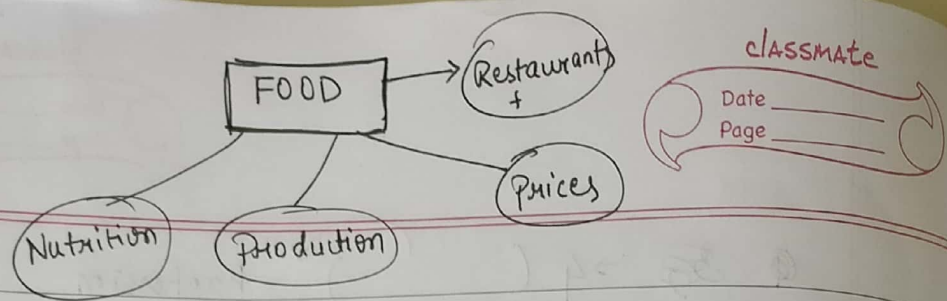 classmate
FOOD
Restaurants
+
Date
Page
Prices
Nutrition
Production